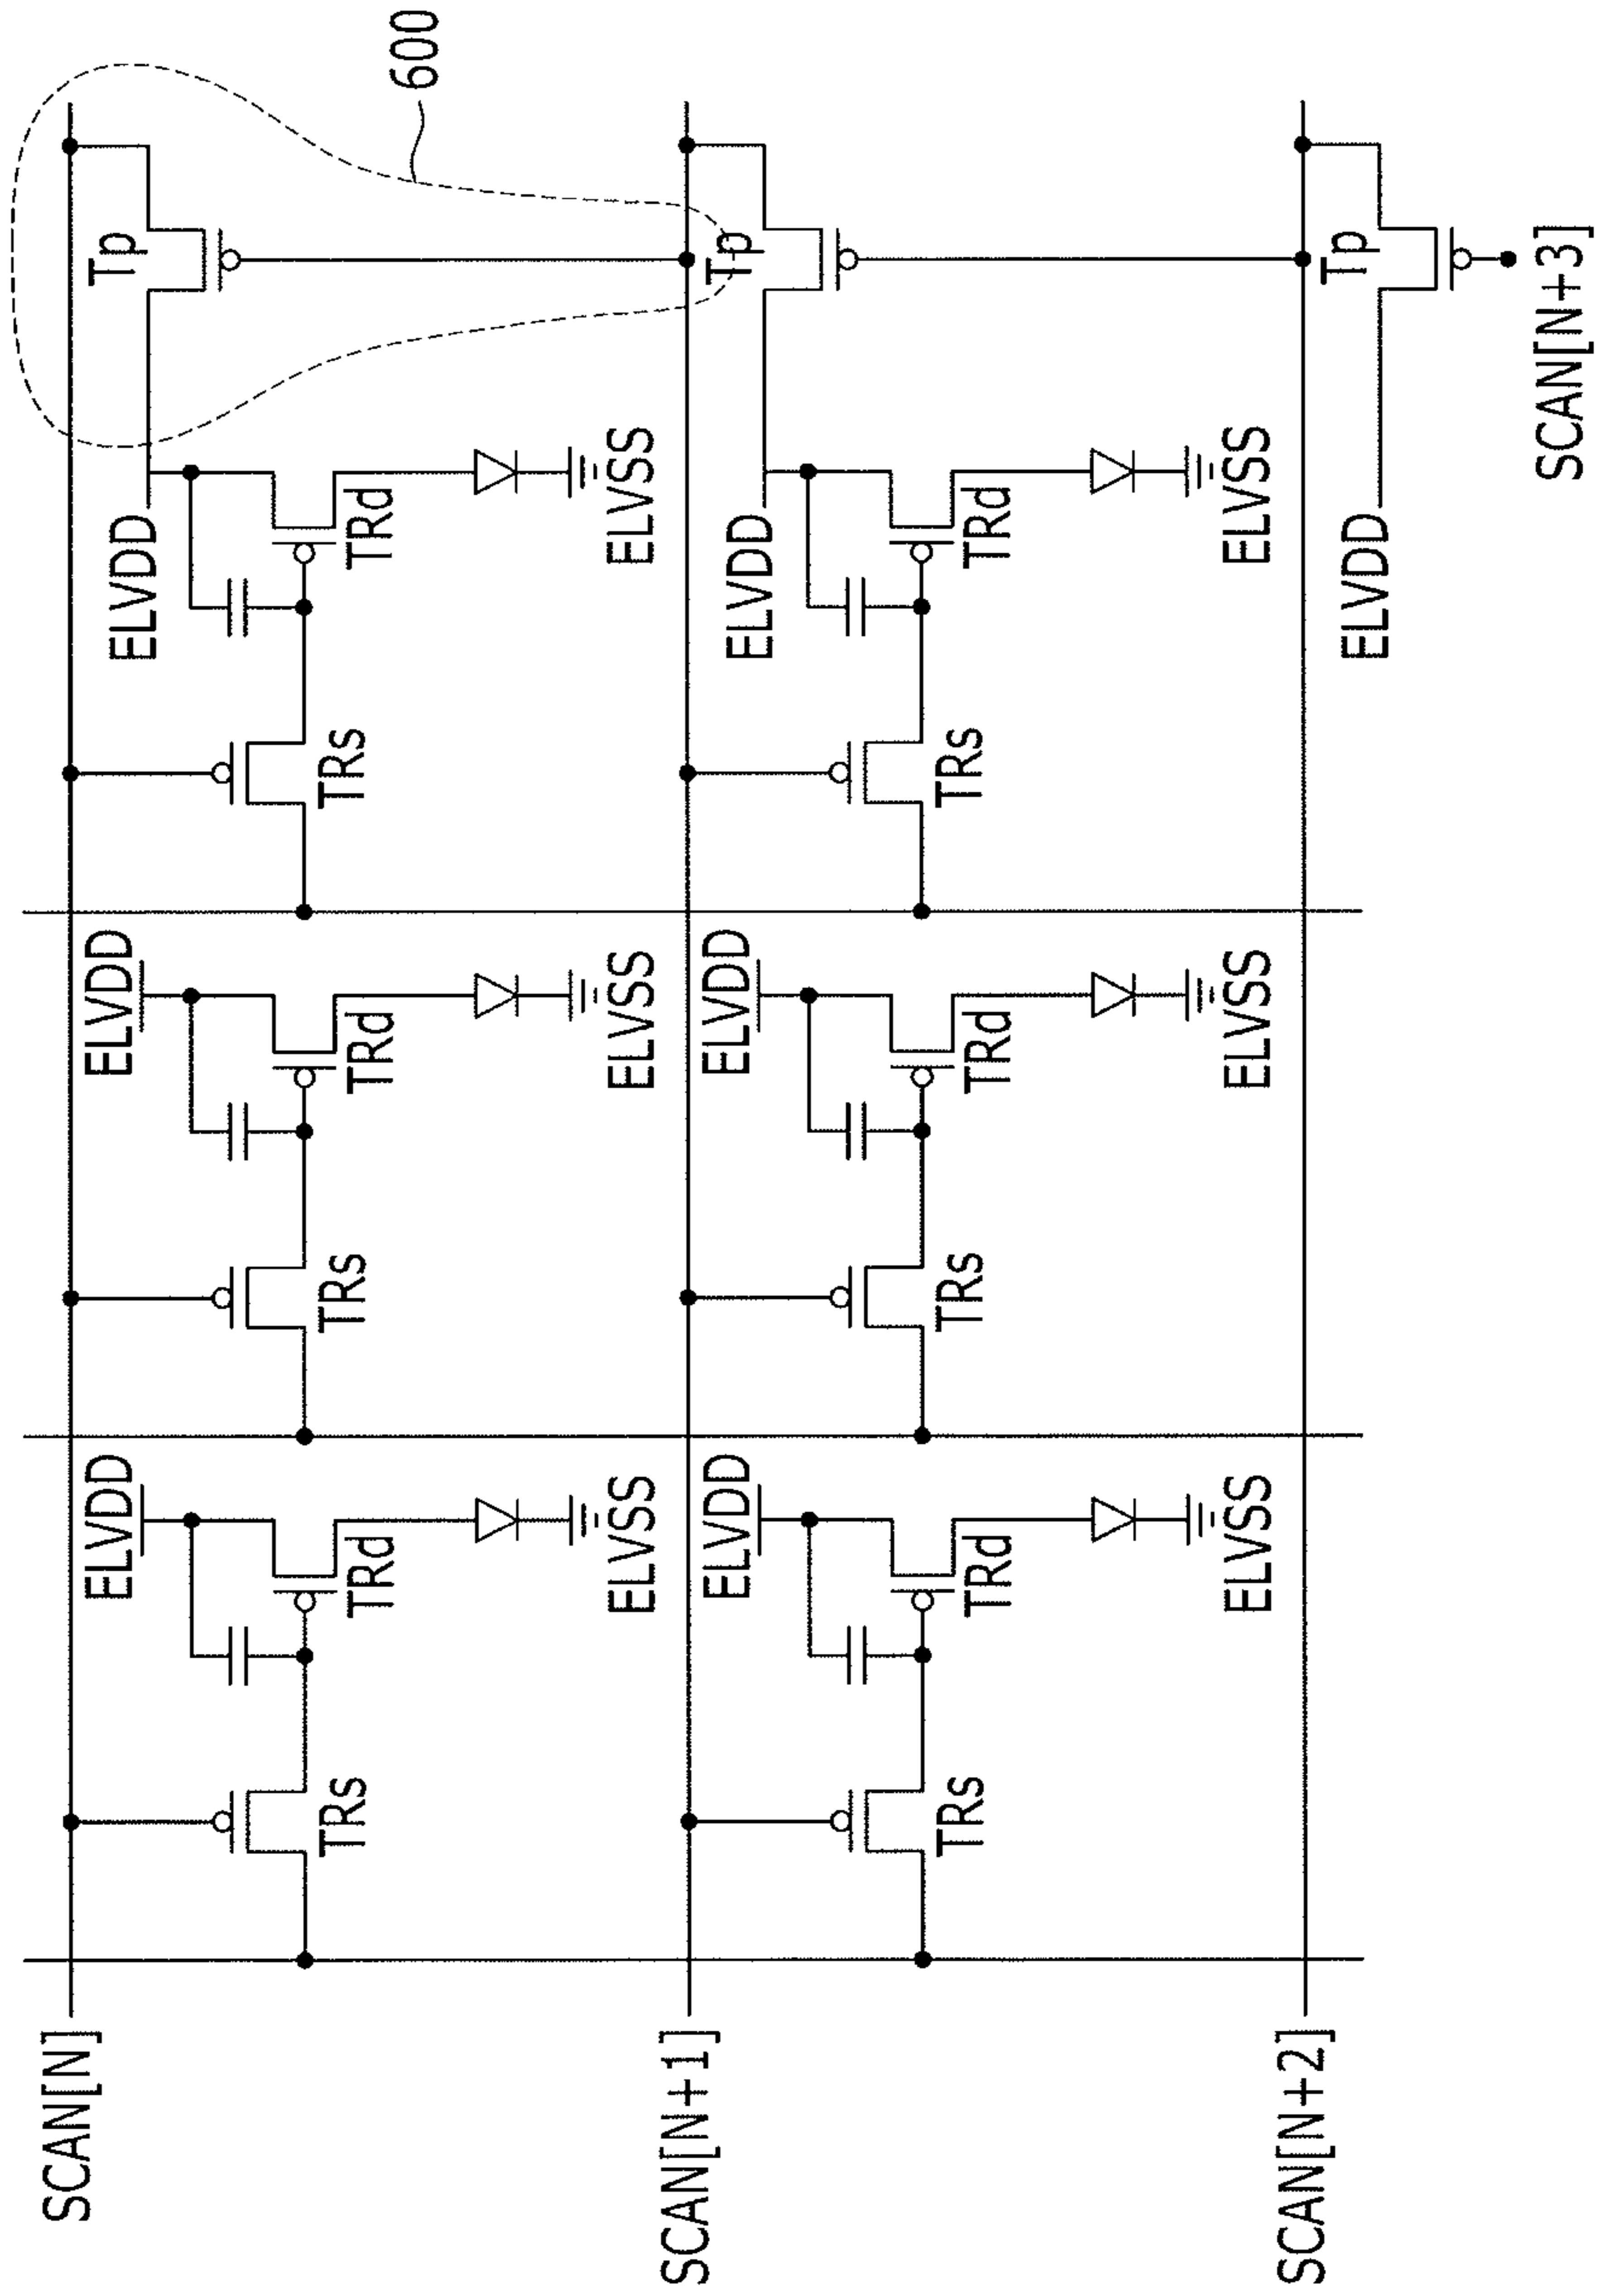 600
SCAN[N]
ELVDD
ELVDD
ELVDD
Tp
TRs
TRd
TRs
TRd
TRs
TRd
ELVSS
ELVSS
ELVSS
SCAN[N+1]
ELVDD
ELVDD
ELVDD
Tp
TRs
TRd
TRs
TRd
TRs
TRd
ELVSS
ELVSS
ELVSS
SCAN[N+2]
ELVDD
Tp
SCAN[N+3]